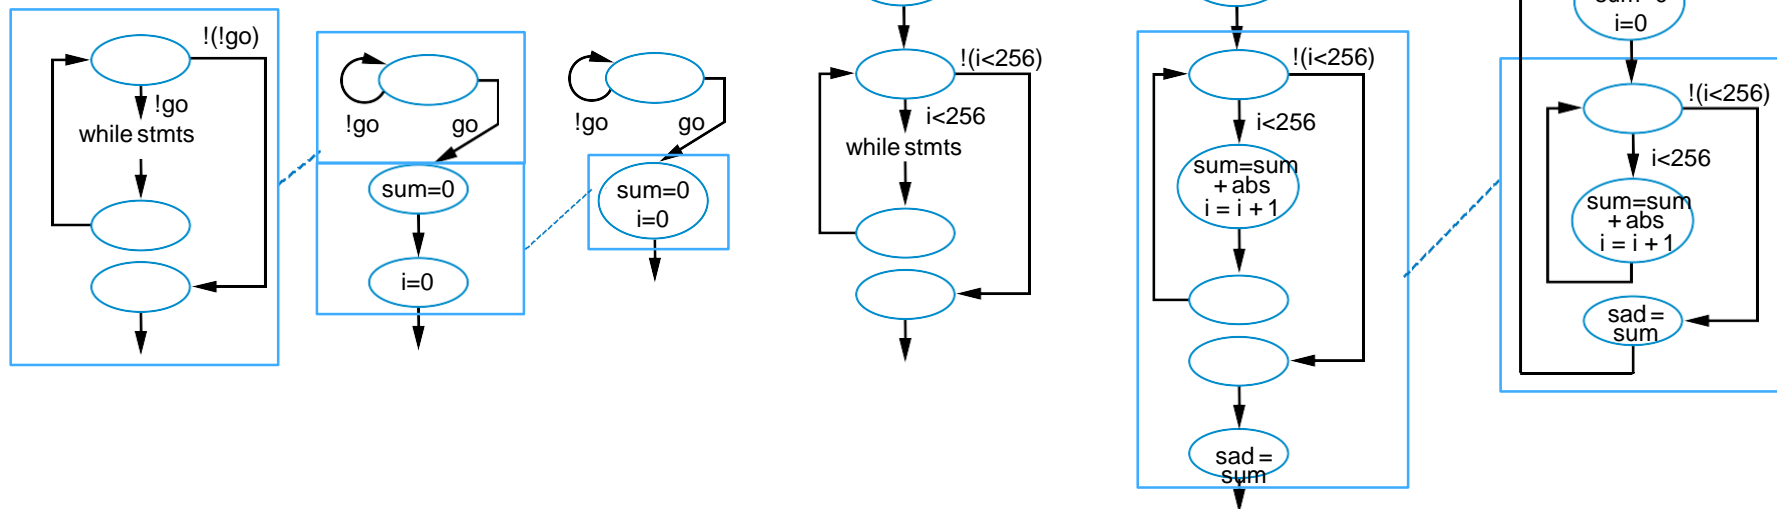 !(!go)
!go
while stmts
!go
go
sum=0
i=0
!go
go
sum=0
i=0
!(i<256)
i<256
while stmts
!(i<256)
i<256
sum=sum
+ abs
i = i + 1
sad =
sum
i=0
!(i<256)
i<256
sum=sum
+ abs
i = i + 1
sad =
sum